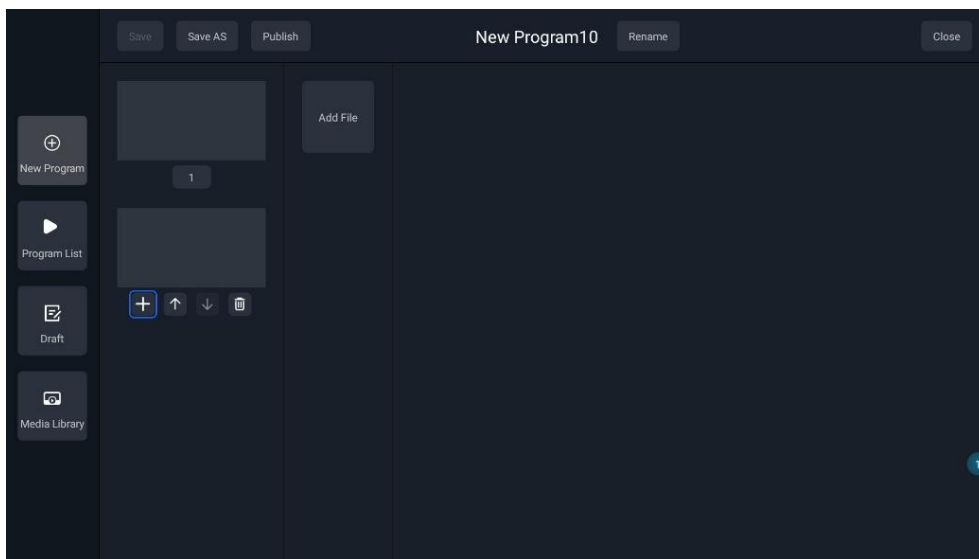 Save
Save AS
Publish
New Program10
Rename
Close
New Program
Program List
Draft
Media Library
1
Add File